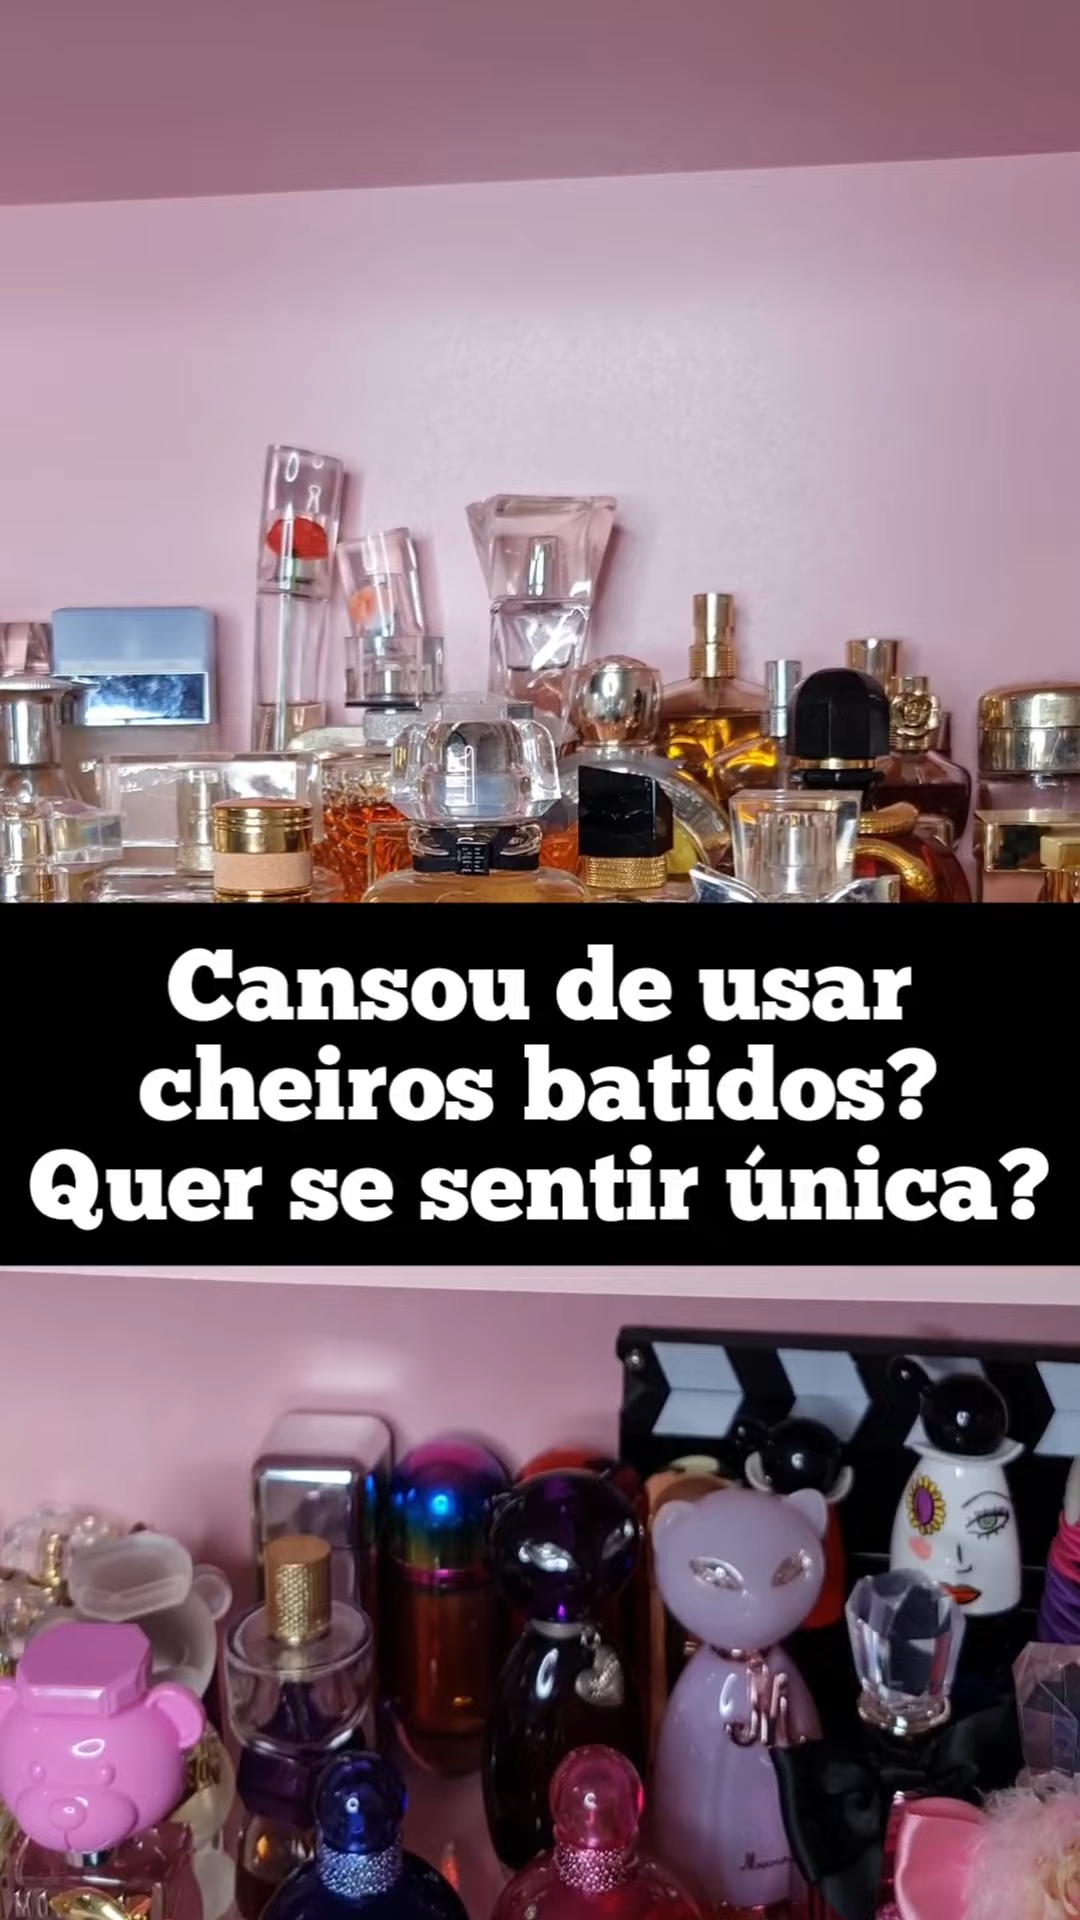 Cansou de usar
cheiros batidos?
Quer se sentir única?
M